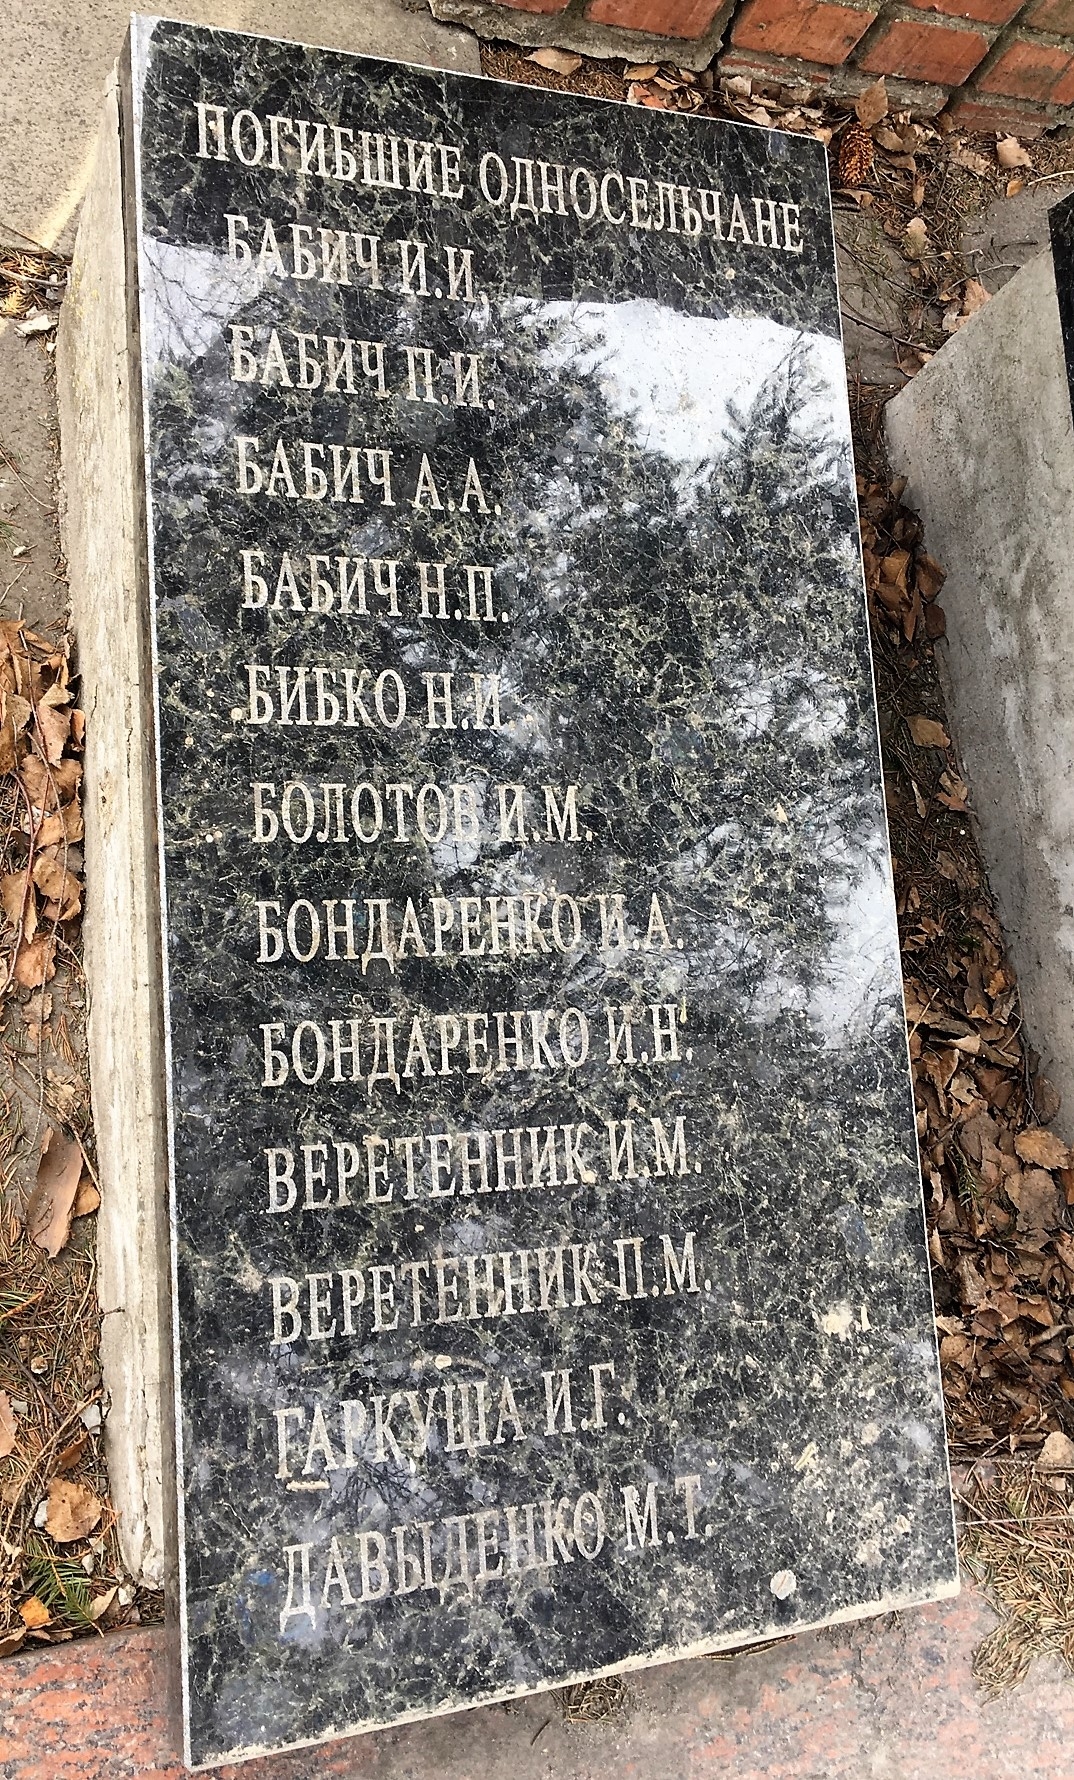 ПОГИБШИЕ ОДНОСЕЛЬЧАНЕ
БАБИЧ И.И.
БАБИЧ П.И.
БАБИЧ А.А.
БАБИЧ Н.П.
БИБКО Н.И.
БОЛОТОВ И.М.
БОНДАРЕНКО И.А.
БОНДАРЕНКО И.Н.
ВЕРЕТЕННИК И.М.
ВЕРЕТЕННИК П.М.
ГАРКУША И.Г.
ДАВЫДЕНКО М.Т.